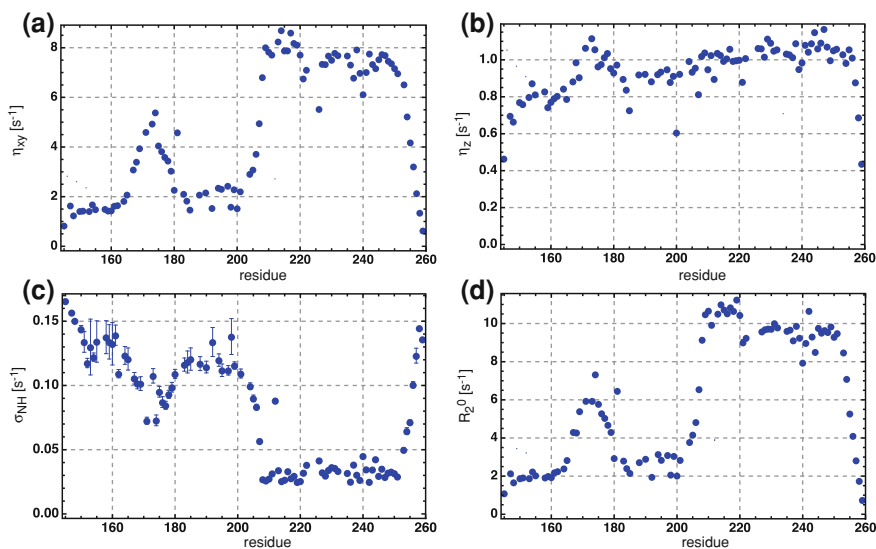 (a)
8
6
4
2
0
η_xy [s⁻¹]
160 180 200 220 240 260
residue
(b)
1.0
0.8
0.6
0.4
0.2
0.0
η_z [s⁻¹]
160 180 200 220 240 260
residue
(c)
0.15
0.10
0.05
0.00
σ_NH [s⁻¹]
160 180 200 220 240 260
residue
(d)
10
8
6
4
2
0
R₂⁰ [s⁻¹]
160 180 200 220 240 260
residue